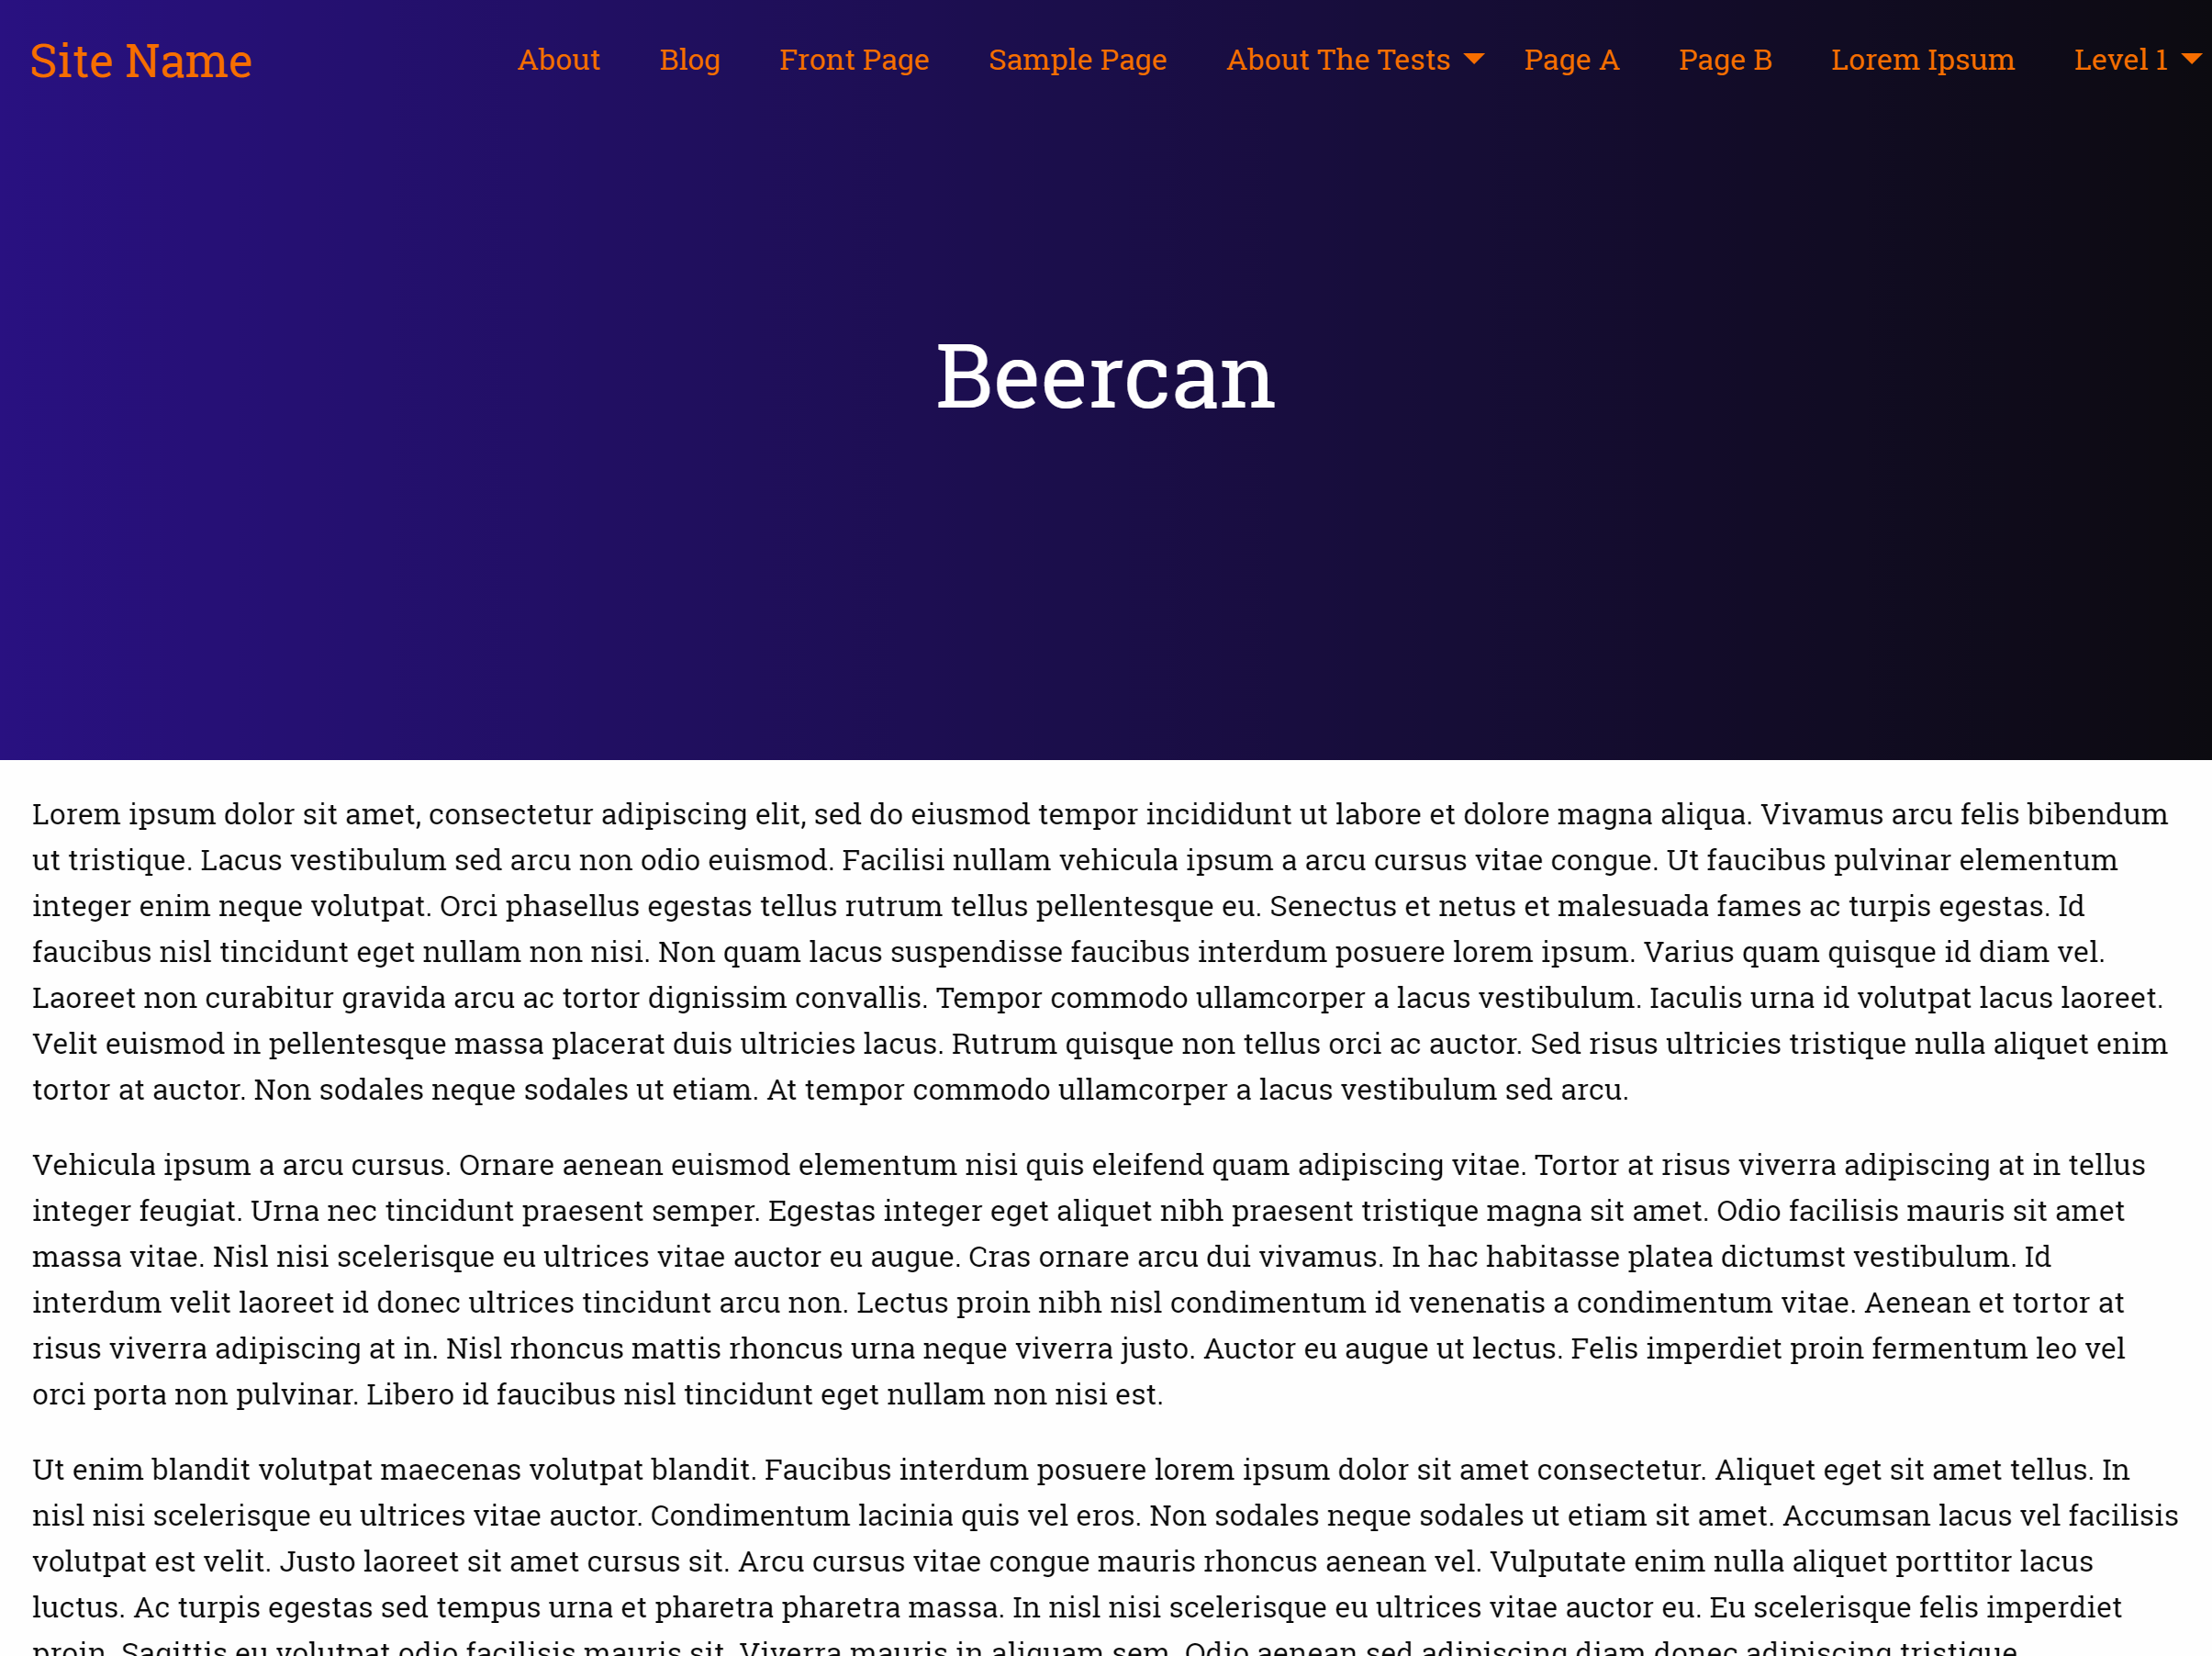 Site Name About Blog Front Page Sample Page About The Tests Page A Page B Lorem Ipsum Level 1
Beercan
Lorem ipsum dolor sit amet, consectetur adipiscing elit, sed do eiusmod tempor incididunt ut labore et dolore magna aliqua. Vivamus arcu felis bibendum
ut tristique. Lacus vestibulum sed arcu non odio euismod. Facilisi nullam vehicula ipsum a arcu cursus vitae congue. Ut faucibus pulvinar elementum
integer enim neque volutpat. Orci phasellus egestas tellus rutrum tellus pellentesque eu. Senectus et netus et malesuada fames ac turpis egestas. Id
faucibus nisl tincidunt eget nullam non nisi. Non quam lacus suspendisse faucibus interdum posuere lorem ipsum. Varius quam quisque id diam vel.
Laoreet non curabitur gravida arcu ac tortor dignissim convallis. Tempor commodo ullamcorper a lacus vestibulum. Iaculis urna id volutpat lacus laoreet.
Velit euismod in pellentesque massa placerat duis ultricies lacus. Rutrum quisque non tellus orci ac auctor. Sed risus ultricies tristique nulla aliquet enim
tortor at auctor. Non sodales neque sodales ut etiam. At tempor commodo ullamcorper a lacus vestibulum sed arcu.
Vehicula ipsum a arcu cursus. Ornare aenean euismod elementum nisi quis eleifend quam adipiscing vitae. Tortor at risus viverra adipiscing at in tellus
integer feugiat. Urna nec tincidunt praesent semper. Egestas integer eget aliquet nibh praesent tristique magna sit amet. Odio facilisis mauris sit amet
massa vitae. Nisl nisi scelerisque eu ultrices vitae auctor eu augue. Cras ornare arcu dui vivamus. In hac habitasse platea dictumst vestibulum. Id
interdum velit laoreet id donec ultrices tincidunt arcu non. Lectus proin nibh nisl condimentum id venenatis a condimentum vitae. Aenean et tortor at
risus viverra adipiscing at in. Nisl rhoncus mattis rhoncus urna neque viverra justo. Auctor eu augue ut lectus. Felis imperdiet proin fermentum leo vel
orci porta non pulvinar. Libero id faucibus nisl tincidunt eget nullam non nisi est.
Ut enim blandit volutpat maecenas volutpat blandit. Faucibus interdum posuere lorem ipsum dolor sit amet consectetur. Aliquet eget sit amet tellus. In
nisl nisi scelerisque eu ultrices vitae auctor. Condimentum lacinia quis vel eros. Non sodales neque sodales ut etiam sit amet. Accumsan lacus vel facilisis
volutpat est velit. Justo laoreet sit amet cursus sit. Arcu cursus vitae congue mauris rhoncus aenean vel. Vulputate enim nulla aliquet porttitor lacus
luctus. Ac turpis egestas sed tempus urna et pharetra pharetra massa. In nisl nisi scelerisque eu ultrices vitae auctor eu. Eu scelerisque felis imperdiet
proin. Sagittis eu volutpat odio facilisis mauris sit. Viverra mauris in aliquam sem. Odio aenean sed adipiscing diam donec adipiscing tristique.